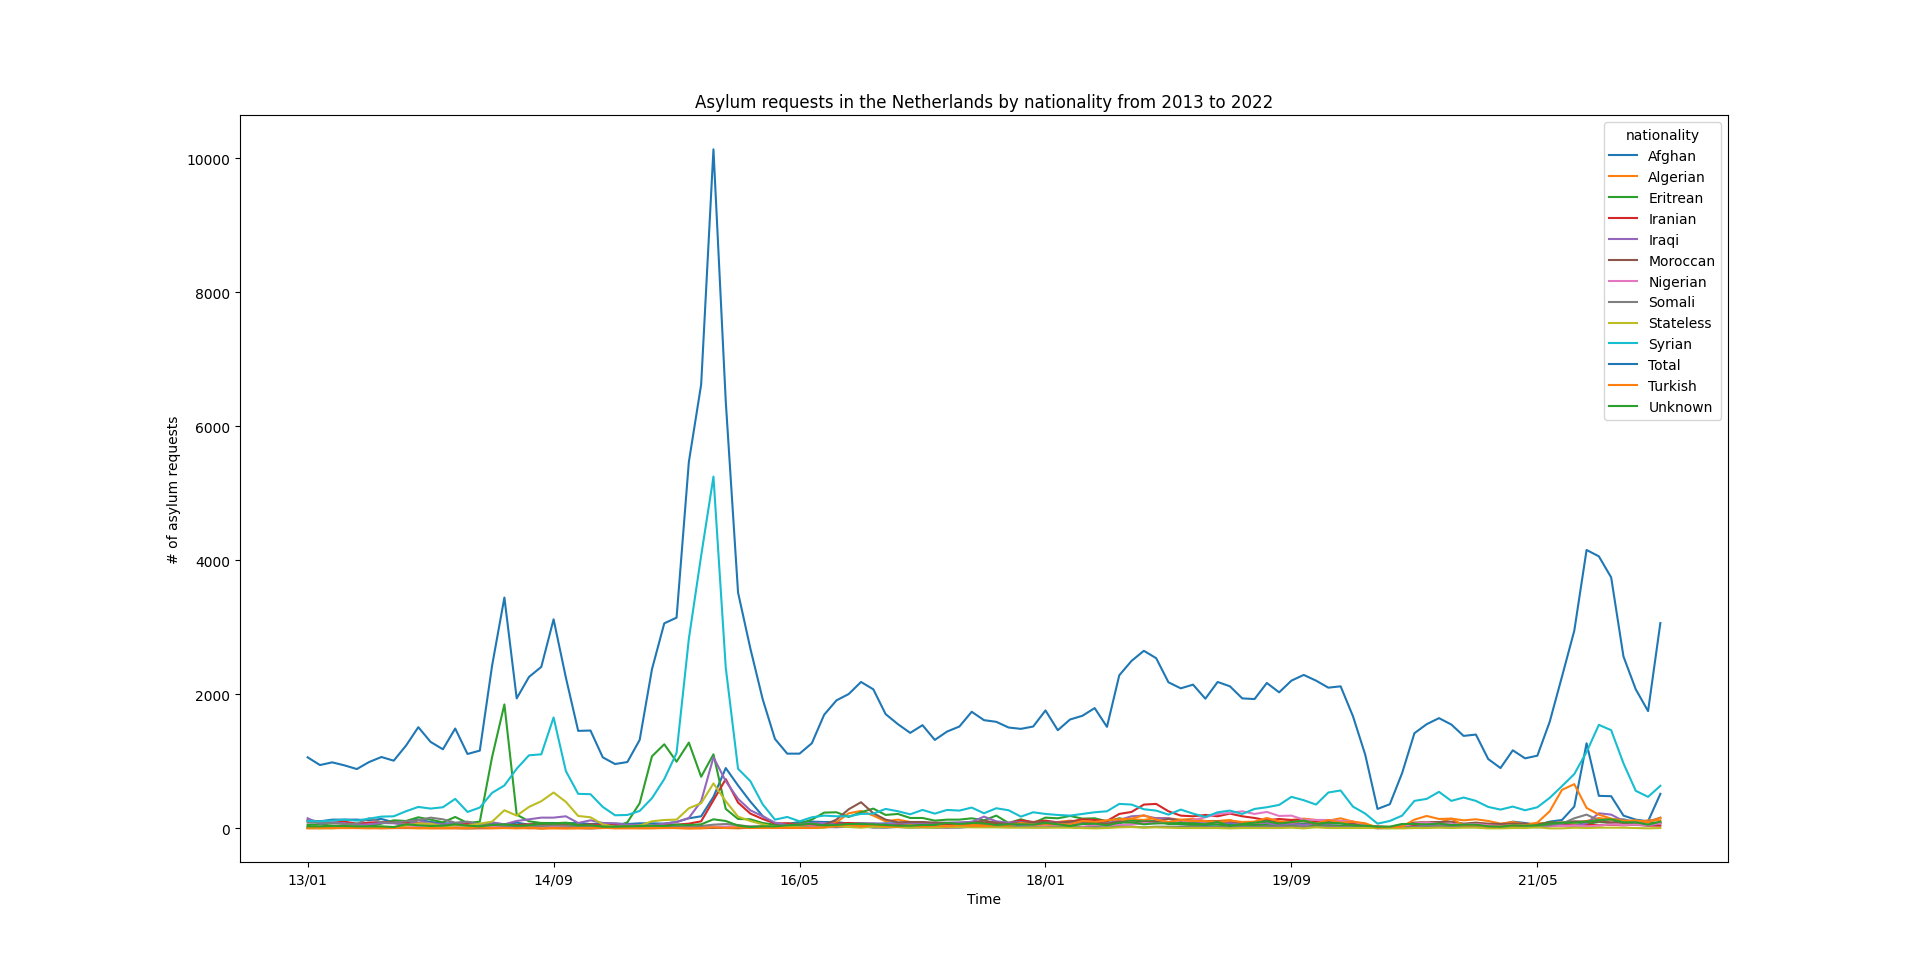 Asylum requests in the Netherlands by nationality from 2013 to 2022
# of asylum requests
10000
8000
6000
4000
2000
0
nationality
Afghan
Algerian
Eritrean
Iranian
Iraqi
Moroccan
Nigerian
Somali
Stateless
Syrian
Total
Turkish
Unknown
13/01
14/09
16/05
18/01
19/09
21/05
Time